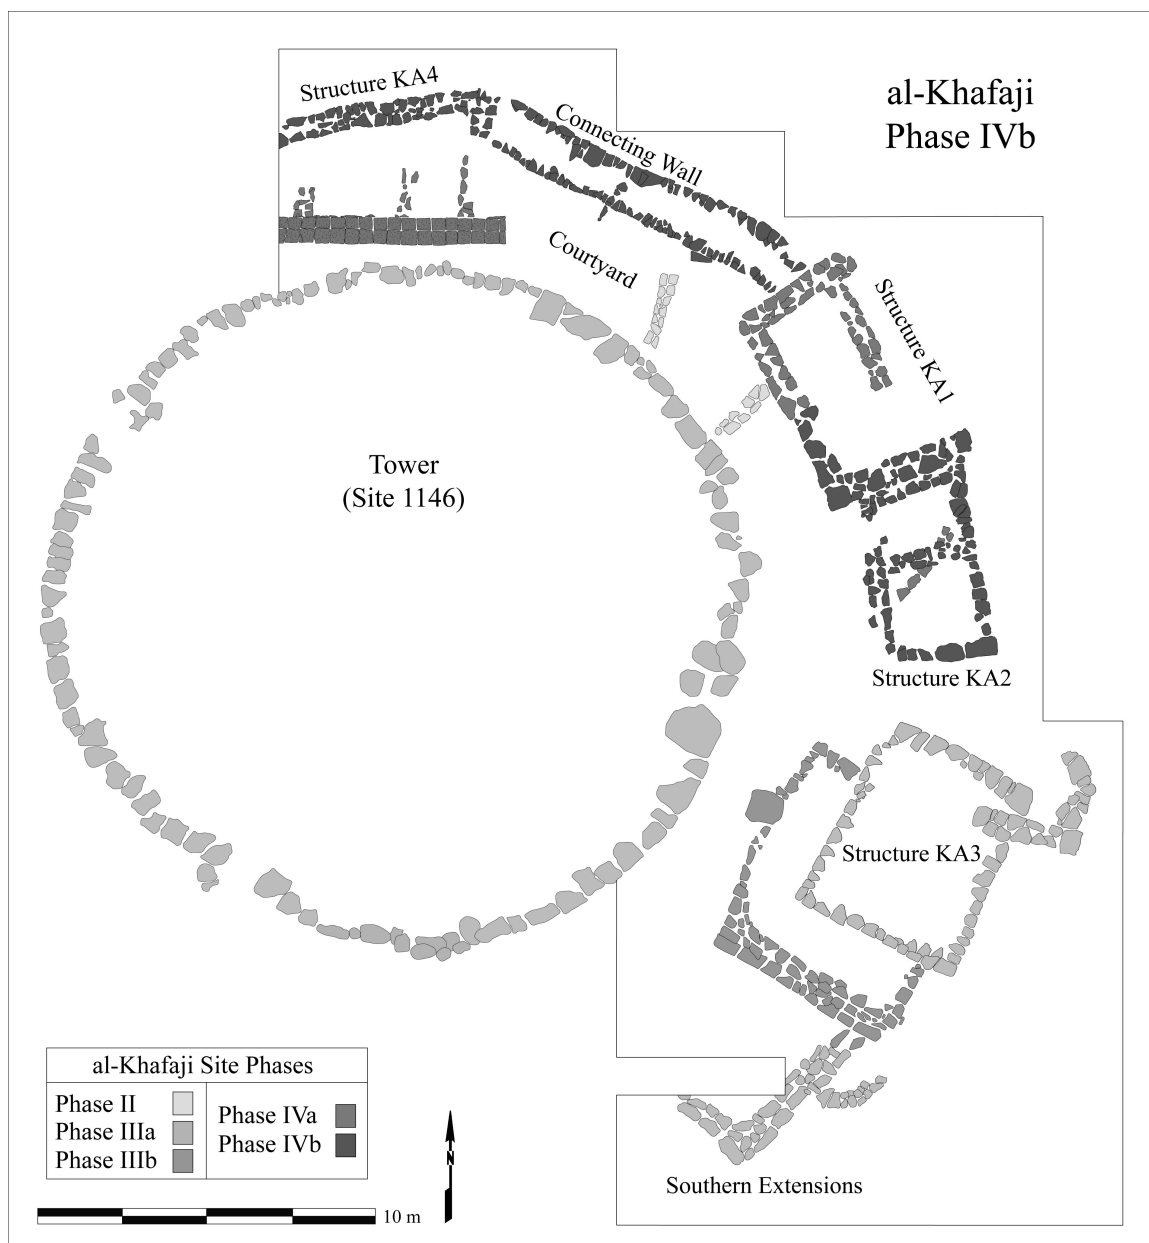 al-Khafaji
Phase IVb
Structure KA4
Connecting Wall
Courtyard
Structure KA1
Tower
(Site 1146)
Structure KA2
Structure KA3
al-Khafaji Site Phases
Phase II
Phase IIIa
Phase IIIb
Phase IVa
Phase IVb
N
10 m
Southern Extensions